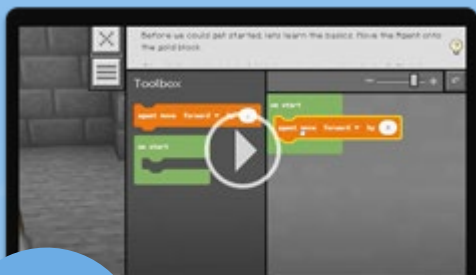 Before we could get started, lets learn the basics. Move the Agent onto
the gold block.
Toolbox
agent move forward by
on start
on start
agent move forward by